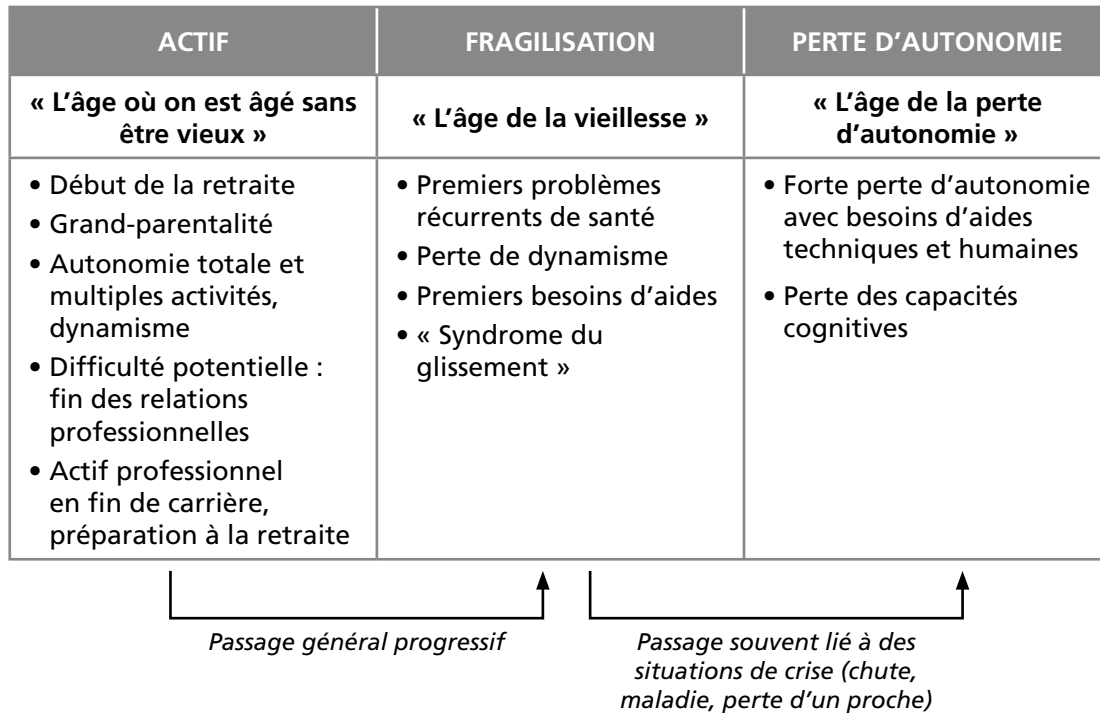 ACTIF
FRAGILISATION
PERTE D’AUTONOMIE
« L’âge où on est âgé sans
être vieux »
« L’âge de la vieillesse »
« L’âge de la perte
d’autonomie »
• Début de la retraite
• Grand-parentalité
• Autonomie totale et
multiples activités,
dynamisme
• Difficulté potentielle :
fin des relations
professionnelles
• Actif professionnel
en fin de carrière,
préparation à la retraite
• Premiers problèmes
récurrents de santé
• Perte de dynamisme
• Premiers besoins d’aides
• « Syndrome du
glissement »
• Forte perte d’autonomie
avec besoins d’aides
techniques et humaines
• Perte des capacités
cognitives
Passage général progressif
Passage souvent lié à des
situations de crise (chute,
maladie, perte d’un proche)